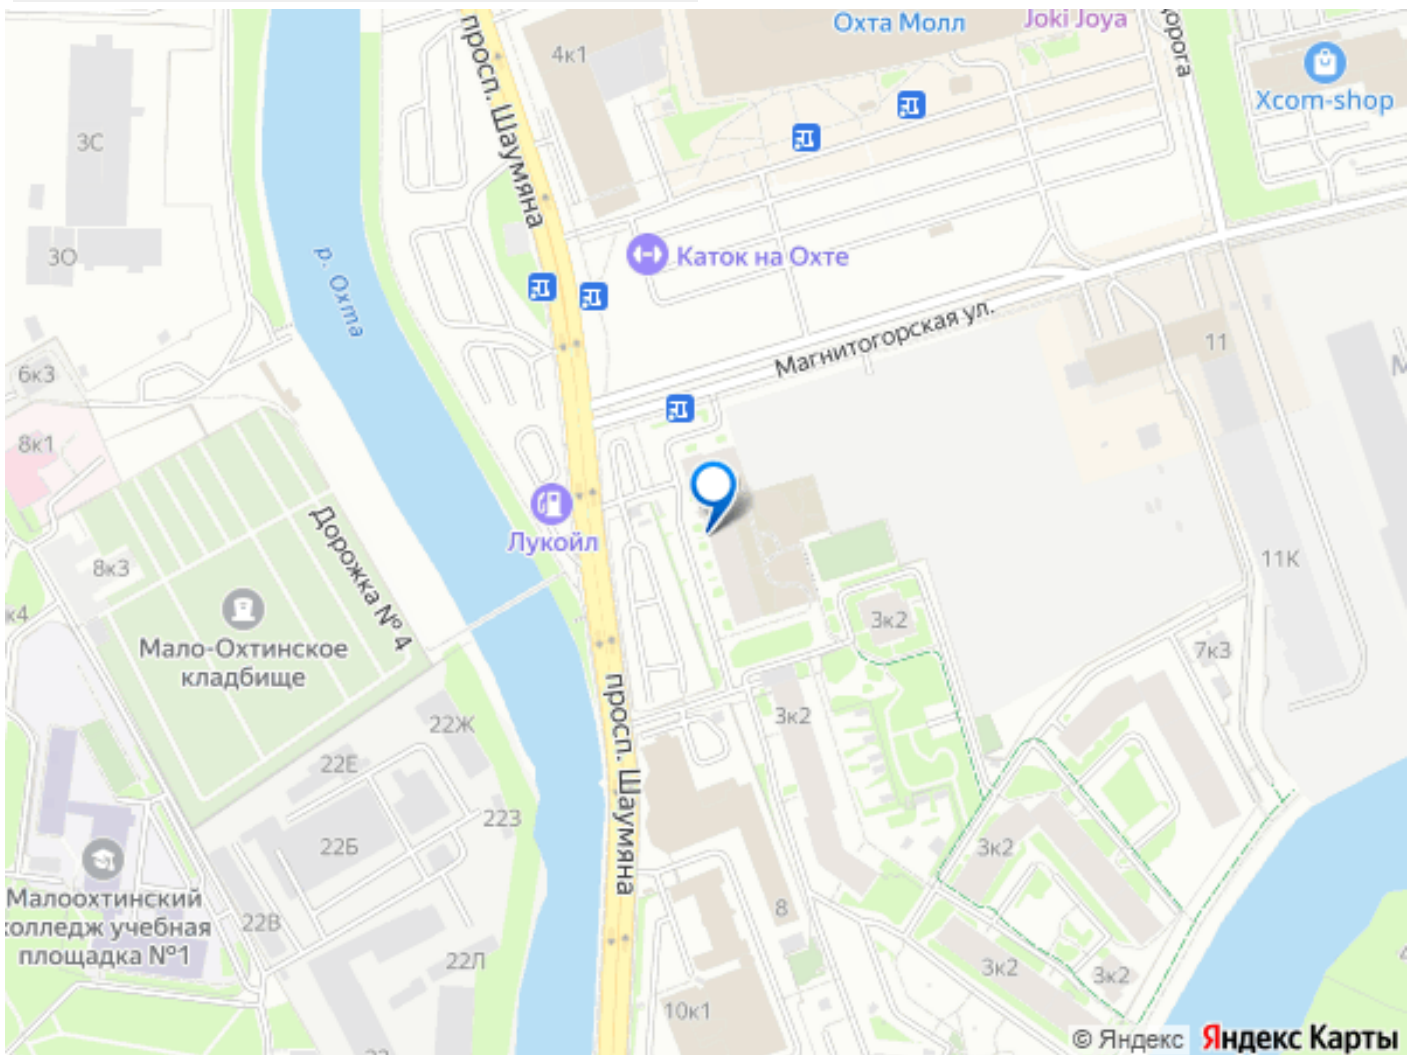 Охта Молл
Joki Joya
дорога
4к1
просп. Шаумяна
Xcom-shop
3С
3О
р. Охта
Каток на Охте
Магнитогорская ул.
11
6к3
8к1
Лукойл
Дорожка № 4
8к3
к4
11К
Мало-Охтинское
кладбище
3к2
7к3
просп. Шаумяна
22Ж
3к2
22Е
223
22Б
3к2
Малоохтинский
колледж учебная
площадка №1
22В
8
22Л
3к2
3к2
10к1
© Яндекс Яндекс Карты